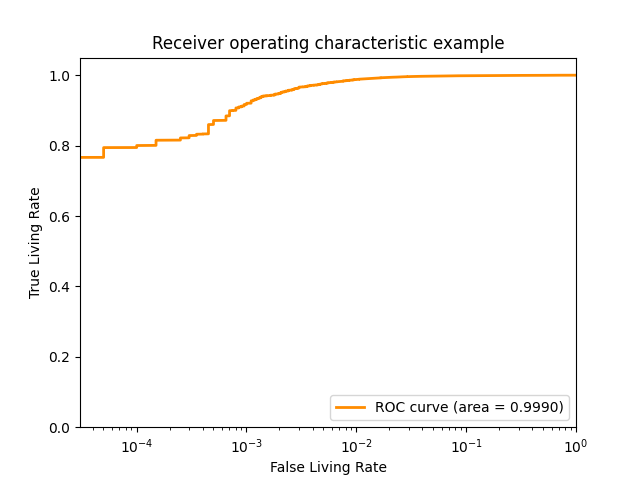 Receiver operating characteristic example
True Living Rate
1.0
0.8
0.6
0.4
0.2
0.0
ROC curve (area = 0.9990)
10⁻⁴
10⁻³
10⁻²
10⁻¹
10⁰
False Living Rate